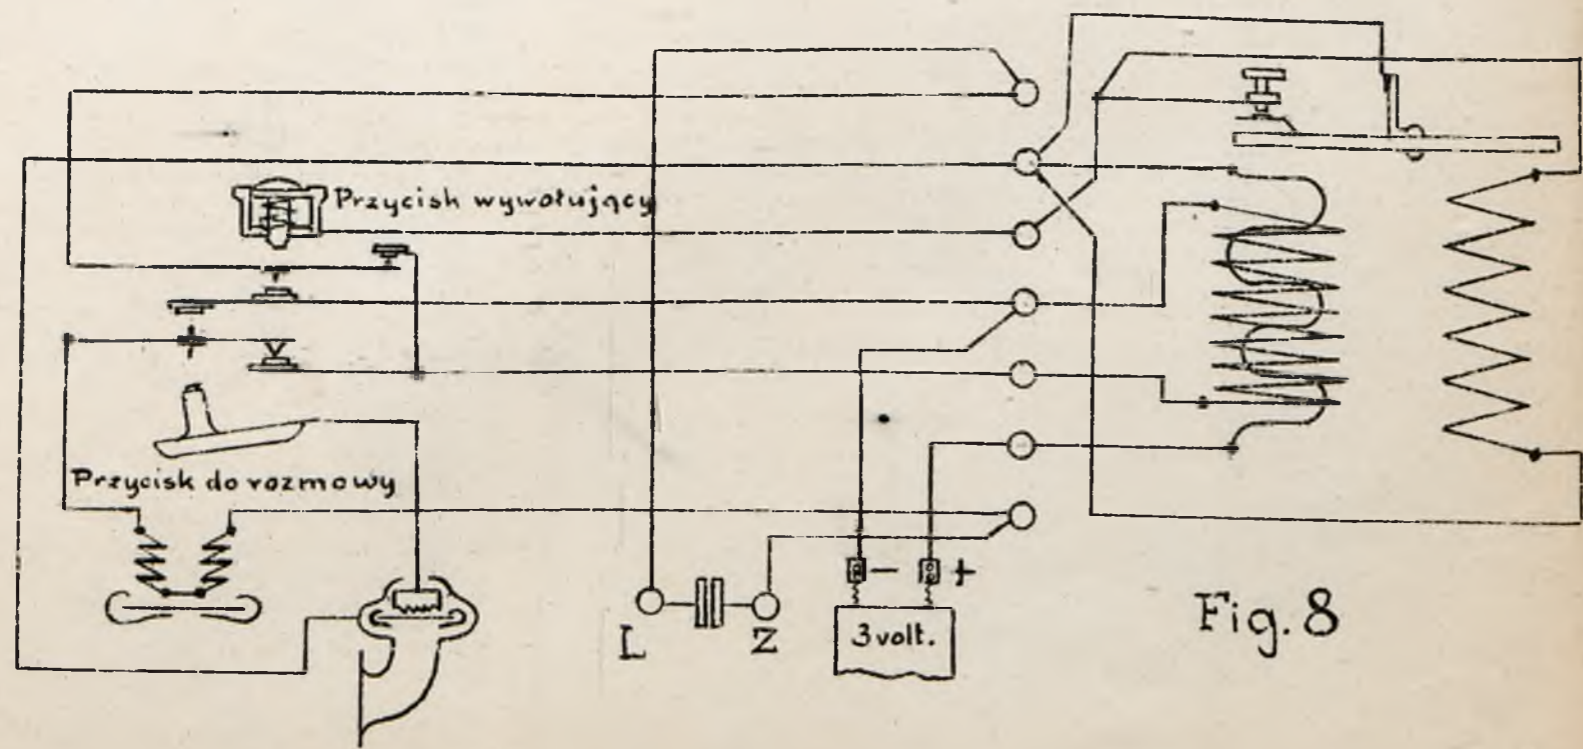 Przycisk wywołujący
Przycisk do rozmowy
L
Z
–
+
3 volt.
Fig. 8